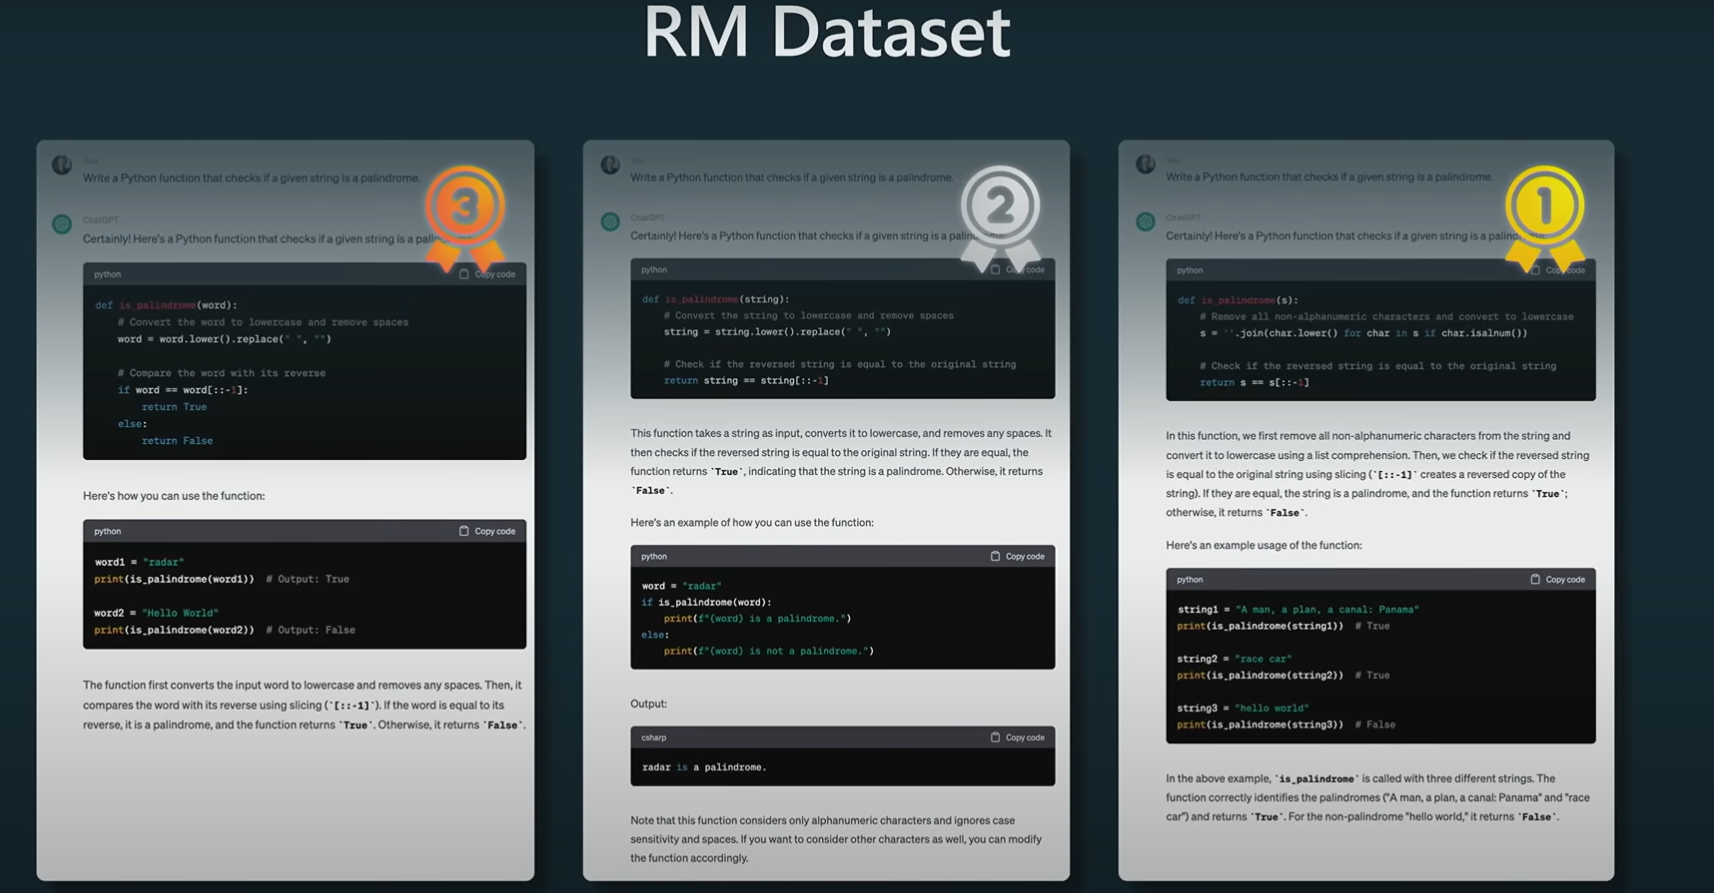 RM Dataset
You
Write a Python function that checks if a given string is a palindrome.
3
ChatGPT
Certainly! Here's a Python function that checks if a given string is a
python
Copy code
def is_palindrome(word):
# Convert the word to lowercase and remove spaces
word = word.lower().replace(" ", "")
# Compare the word with its reverse
if word == word[::-1]:
return True
else:
return False
Here's how you can use the function:
python
Copy code
word1 = "radar"
print(is_palindrome(word1))  # Output: True
word2 = "Hello World"
print(is_palindrome(word2))  # Output: False
The function first converts the input word to lowercase and removes any spaces. Then, it
compares the word with its reverse using slicing (`[::-1]`). If the word is equal to its
reverse, it is a palindrome, and the function returns `True`. Otherwise, it returns `False`.
You
Write a Python function that checks if a given string is a palindrome.
2
ChatGPT
Certainly! Here's a Python function that checks if a given string is a
python
Copy code
def is_palindrome(string):
# Convert the string to lowercase and remove spaces
string = string.lower().replace(" ", "")
# Check if the reversed string is equal to the original string
return string == string[::-1]
This function takes a string as input, converts it to lowercase, and removes any spaces. It
then checks if the reversed string is equal to the original string. If they are equal, the
function returns `True`, indicating that the string is a palindrome. Otherwise, it returns
`False`.
Here's an example of how you can use the function:
python
Copy code
word = "radar"
if is_palindrome(word):
print(f"{word} is a palindrome.")
else:
print(f"{word} is not a palindrome.")
Output:
csharp
Copy code
radar is a palindrome.
Note that this function considers only alphanumeric characters and ignores case
sensitivity and spaces. If you want to consider other characters as well, you can modify
the function accordingly.
You
Write a Python function that checks if a given string is a palindrome.
1
ChatGPT
Certainly! Here's a Python function that checks if a given string is a
python
Copy code
def is_palindrome(s):
# Remove all non-alphanumeric characters and convert to lowercase
s = ''.join(char.lower() for char in s if char.isalnum())
# Check if the reversed string is equal to the original string
return s == s[::-1]
In this function, we first remove all non-alphanumeric characters from the string and
convert it to lowercase using a list comprehension. Then, we check if the reversed string
is equal to the original string using slicing (`[::-1]` creates a reversed copy of the
string). If they are equal, the string is a palindrome, and the function returns `True`;
otherwise, it returns `False`.
Here's an example usage of the function:
python
Copy code
string1 = "A man, a plan, a canal: Panama"
print(is_palindrome(string1))  # True
string2 = "race car"
print(is_palindrome(string2))  # True
string3 = "hello world"
print(is_palindrome(string3))  # False
In the above example, `is_palindrome` is called with three different strings. The
function correctly identifies the palindromes ("A man, a plan, a canal: Panama" and "race
car") and returns `True`. For the non-palindrome "hello world," it returns `False`.